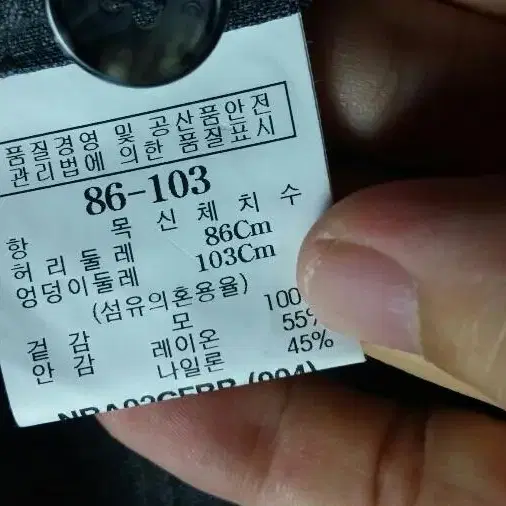 품질경영 및 공산품안전
관리법에 의한 품질표시
86-103
항 목 신체치수
허리둘레 86Cm
엉덩이둘레 103Cm
(섬유의혼용율)
겉감 모 100
안감 레이온 55%
나일론 45%